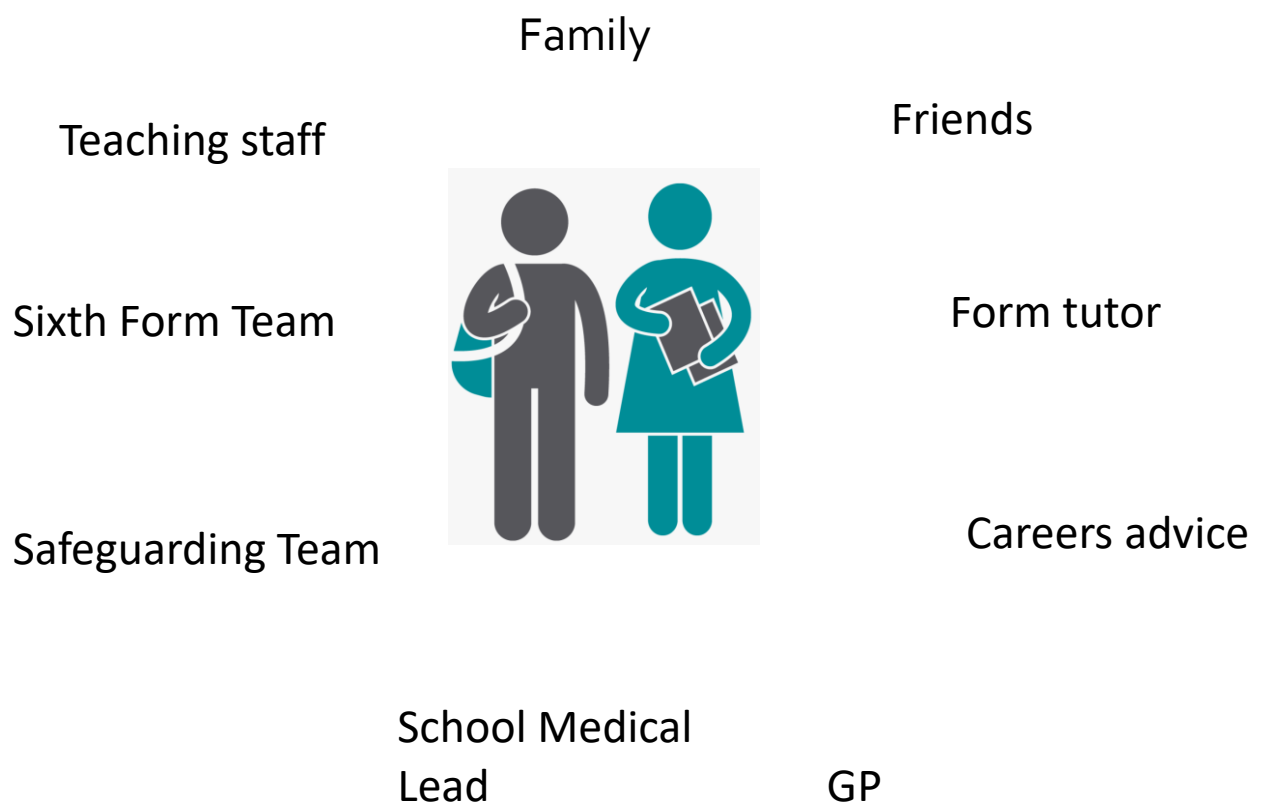 Family
Teaching staff
Friends
Sixth Form Team
Form tutor
Safeguarding Team
Careers advice
School Medical
Lead
GP